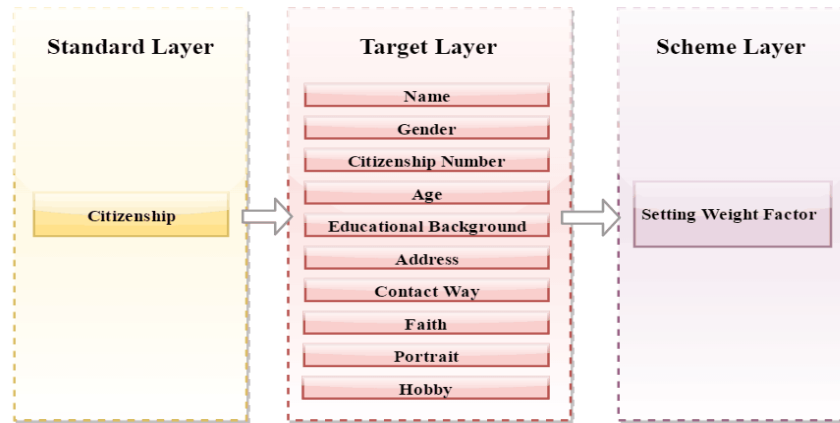 Standard Layer
Citizenship
Target Layer
Name
Gender
Citizenship Number
Age
Educational Background
Address
Contact Way
Faith
Portrait
Hobby
Scheme Layer
Setting Weight Factor